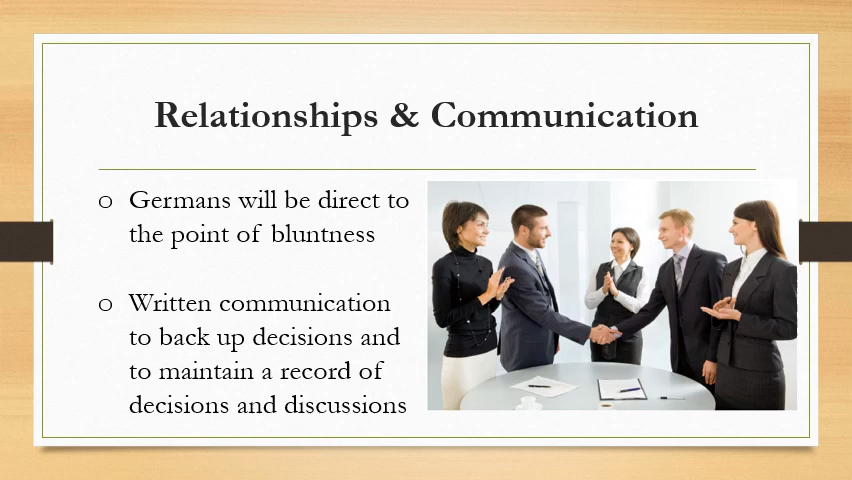 Relationships & Communication
o Germans will be direct to
the point of bluntness
o Written communication
to back up decisions and
to maintain a record of
decisions and discussions